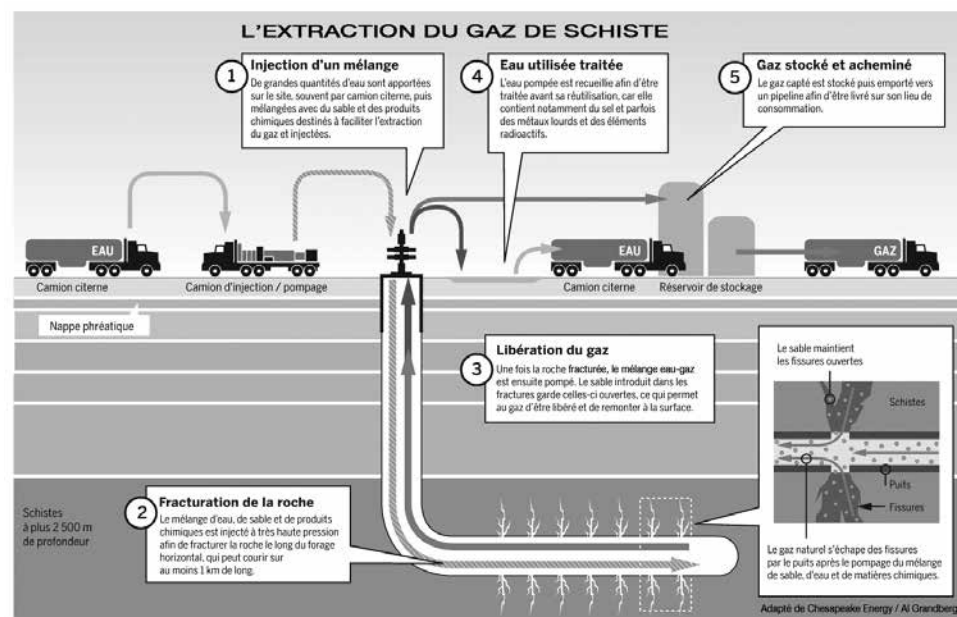 L'EXTRACTION DU GAZ DE SCHISTE
1
Injection d'un mélange
De grandes quantités d'eau sont apportées
sur le site, souvent par camion citerne, puis
mélangées avec du sable et des produits
chimiques destinés à faciliter l'extraction
du gaz et injectées.
4
Eau utilisée traitée
L'eau pompée est recueillie afin d'être
traitée avant sa réutilisation, car elle
contient notamment du sel et parfois
des métaux lourds et des éléments
radioactifs.
5
Gaz stocké et acheminé
Le gaz capté est stocké puis emporté vers
un pipeline afin d'être livré sur son lieu de
consommation.
EAU
EAU
GAZ
Camion citerne
Camion d'injection / pompage
Camion citerne
Réservoir de stockage
Nappe phréatique
3
Libération du gaz
Une fois la roche fracturée, le mélange eau-gaz
est ensuite pompé. Le sable introduit dans les
fractures garde celles-ci ouvertes, ce qui permet
au gaz d'être libéré et de remonter à la surface.
Le sable maintient
les fissures ouvertes
Schistes
Puits
Fissures
Le gaz naturel s'échape des fissures
par le puits après le pompage du mélange
de sable, d'eau et de matières chimiques.
Schistes
à plus 2 500 m
de profondeur
2
Fracturation de la roche
Le mélange d'eau, de sable et de produits
chimiques est injecté à très haute pression
afin de fracturer la roche le long du forage
horizontal, qui peut courir sur
au moins 1 km de long.
Adapté de Chesapeake Energy / Al Grandberg